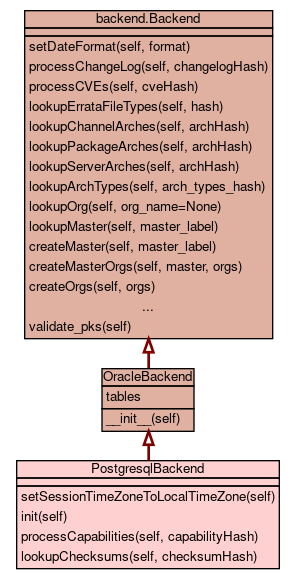 backend.Backend
setDateFormat(self, format)
processChangeLog(self, changelogHash)
processCVEs(self, cveHash)
lookupErrataFileTypes(self, hash)
lookupChannelArches(self, archHash)
lookupPackageArches(self, archHash)
lookupServerArches(self, archHash)
lookupArchTypes(self, arch_types_hash)
lookupOrg(self, org_name=None)
lookupMaster(self, master_label)
createMaster(self, master_label)
createMasterOrgs(self, master, orgs)
createOrgs(self, orgs)
...
validate_pks(self)
OracleBackend
tables
__init__(self)
PostgresqlBackend
setSessionTimeZoneToLocalTimeZone(self)
init(self)
processCapabilities(self, capabilityHash)
lookupChecksums(self, checksumHash)